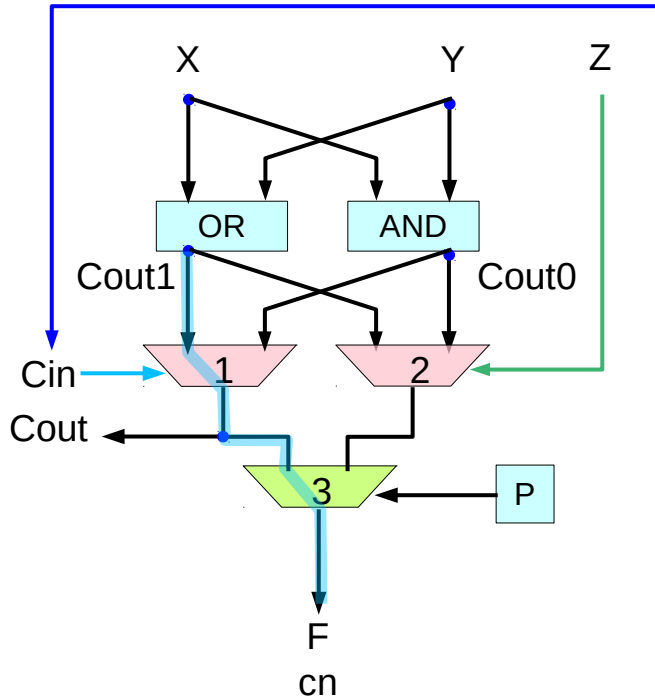 X Y Z
OR AND
Cout1 Cout0
Cin 1 2
Cout
3 P
F
cn